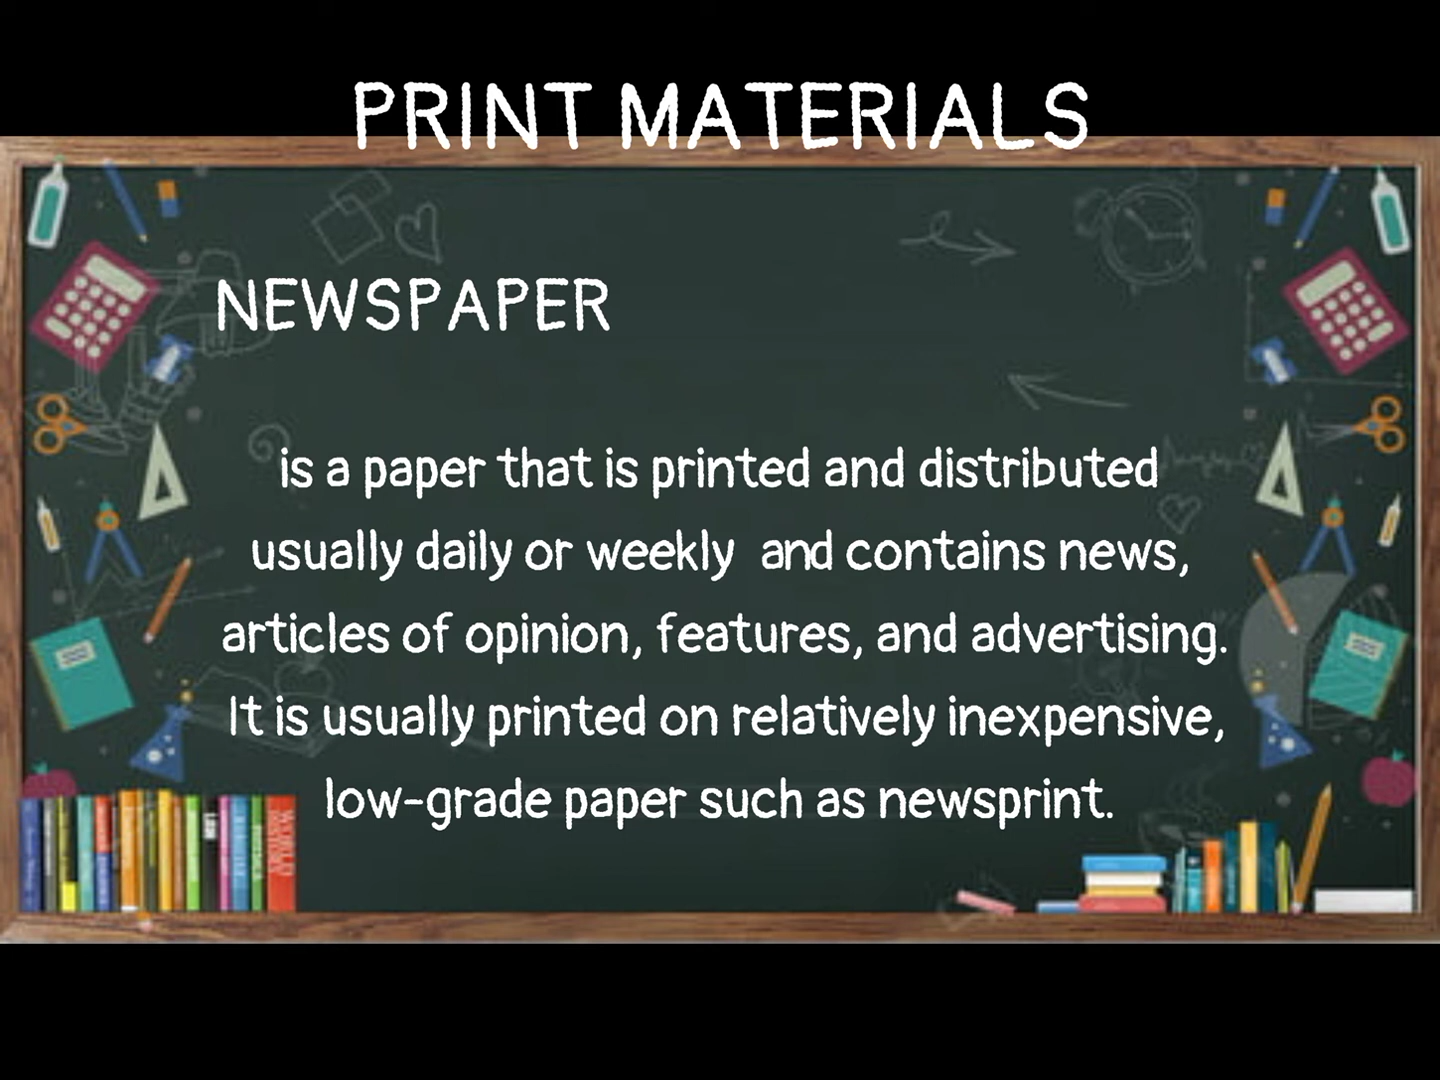 PRINT MATERIALS
NEWSPAPER
is a paper that is printed and distributed
usually daily or weekly and contains news,
articles of opinion, features, and advertising.
It is usually printed on relatively inexpensive,
low-grade paper such as newsprint.